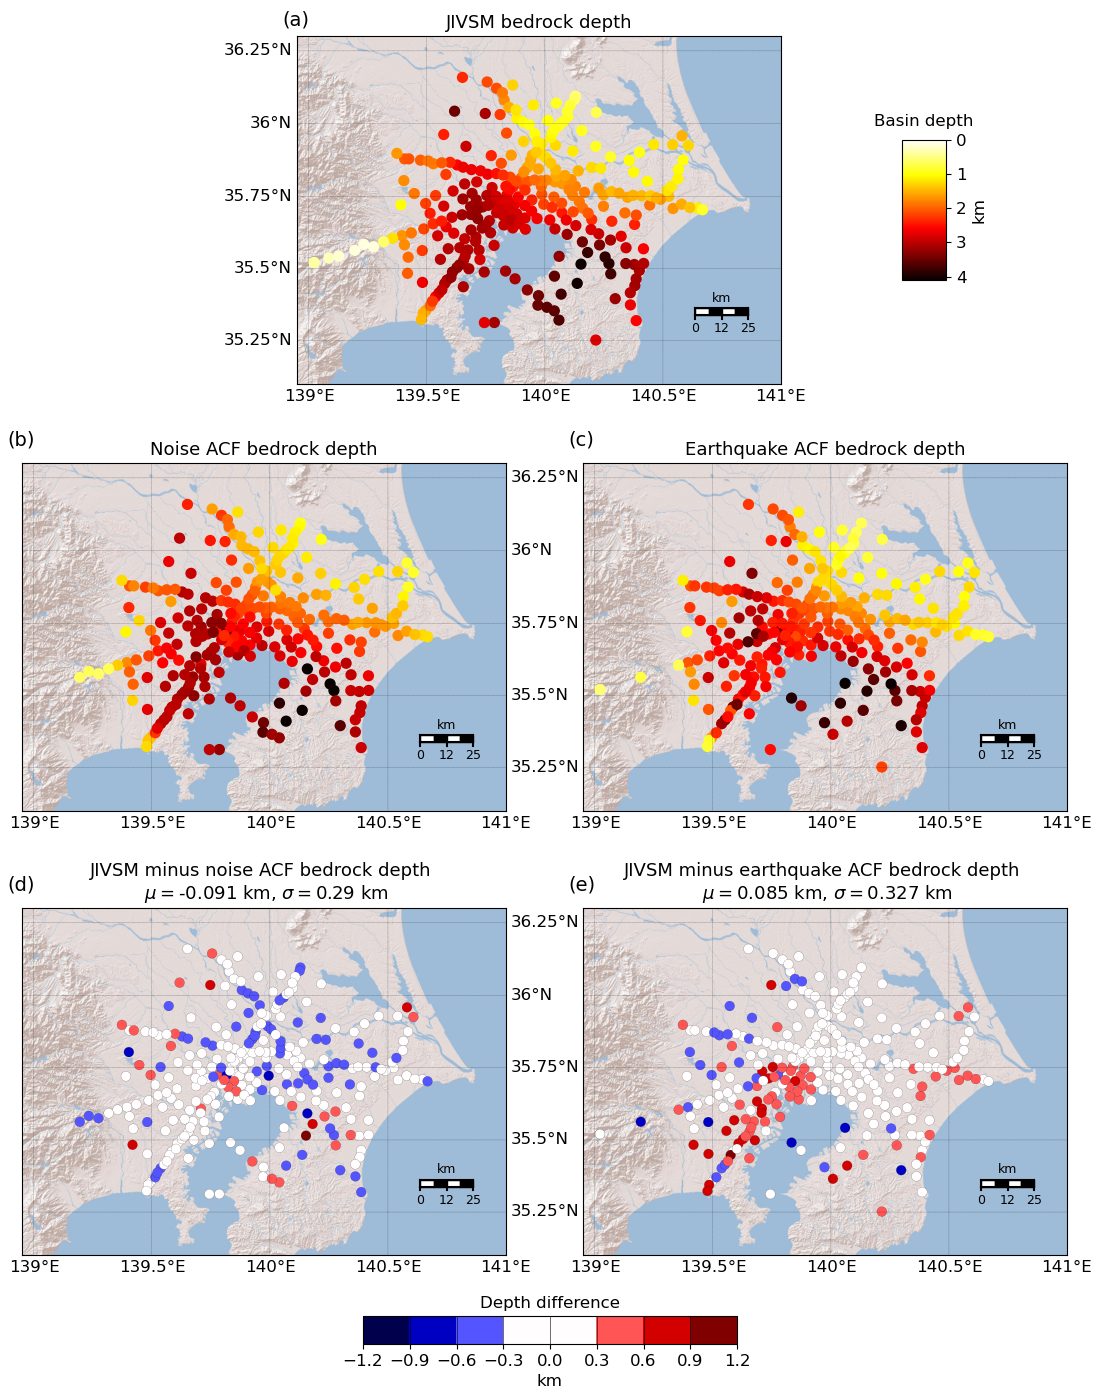 (a)
JIVSM bedrock depth
36.25°N
36°N
35.75°N
35.5°N
35.25°N
139°E 139.5°E 140°E 140.5°E 141°E
km
0 12 25
Basin depth
0
1
2
3
4
km
(b)
Noise ACF bedrock depth
139°E 139.5°E 140°E 140.5°E 141°E
km
0 12 25
(c)
Earthquake ACF bedrock depth
36.25°N
36°N
35.75°N
35.5°N
35.25°N
139°E 139.5°E 140°E 140.5°E 141°E
km
0 12 25
(d)
JIVSM minus noise ACF bedrock depth
μ = -0.091 km, σ = 0.29 km
139°E 139.5°E 140°E 140.5°E 141°E
km
0 12 25
(e)
JIVSM minus earthquake ACF bedrock depth
μ = 0.085 km, σ = 0.327 km
36.25°N
36°N
35.75°N
35.5°N
35.25°N
139°E 139.5°E 140°E 140.5°E 141°E
km
0 12 25
Depth difference
−1.2 −0.9 −0.6 −0.3 0.0 0.3 0.6 0.9 1.2
km